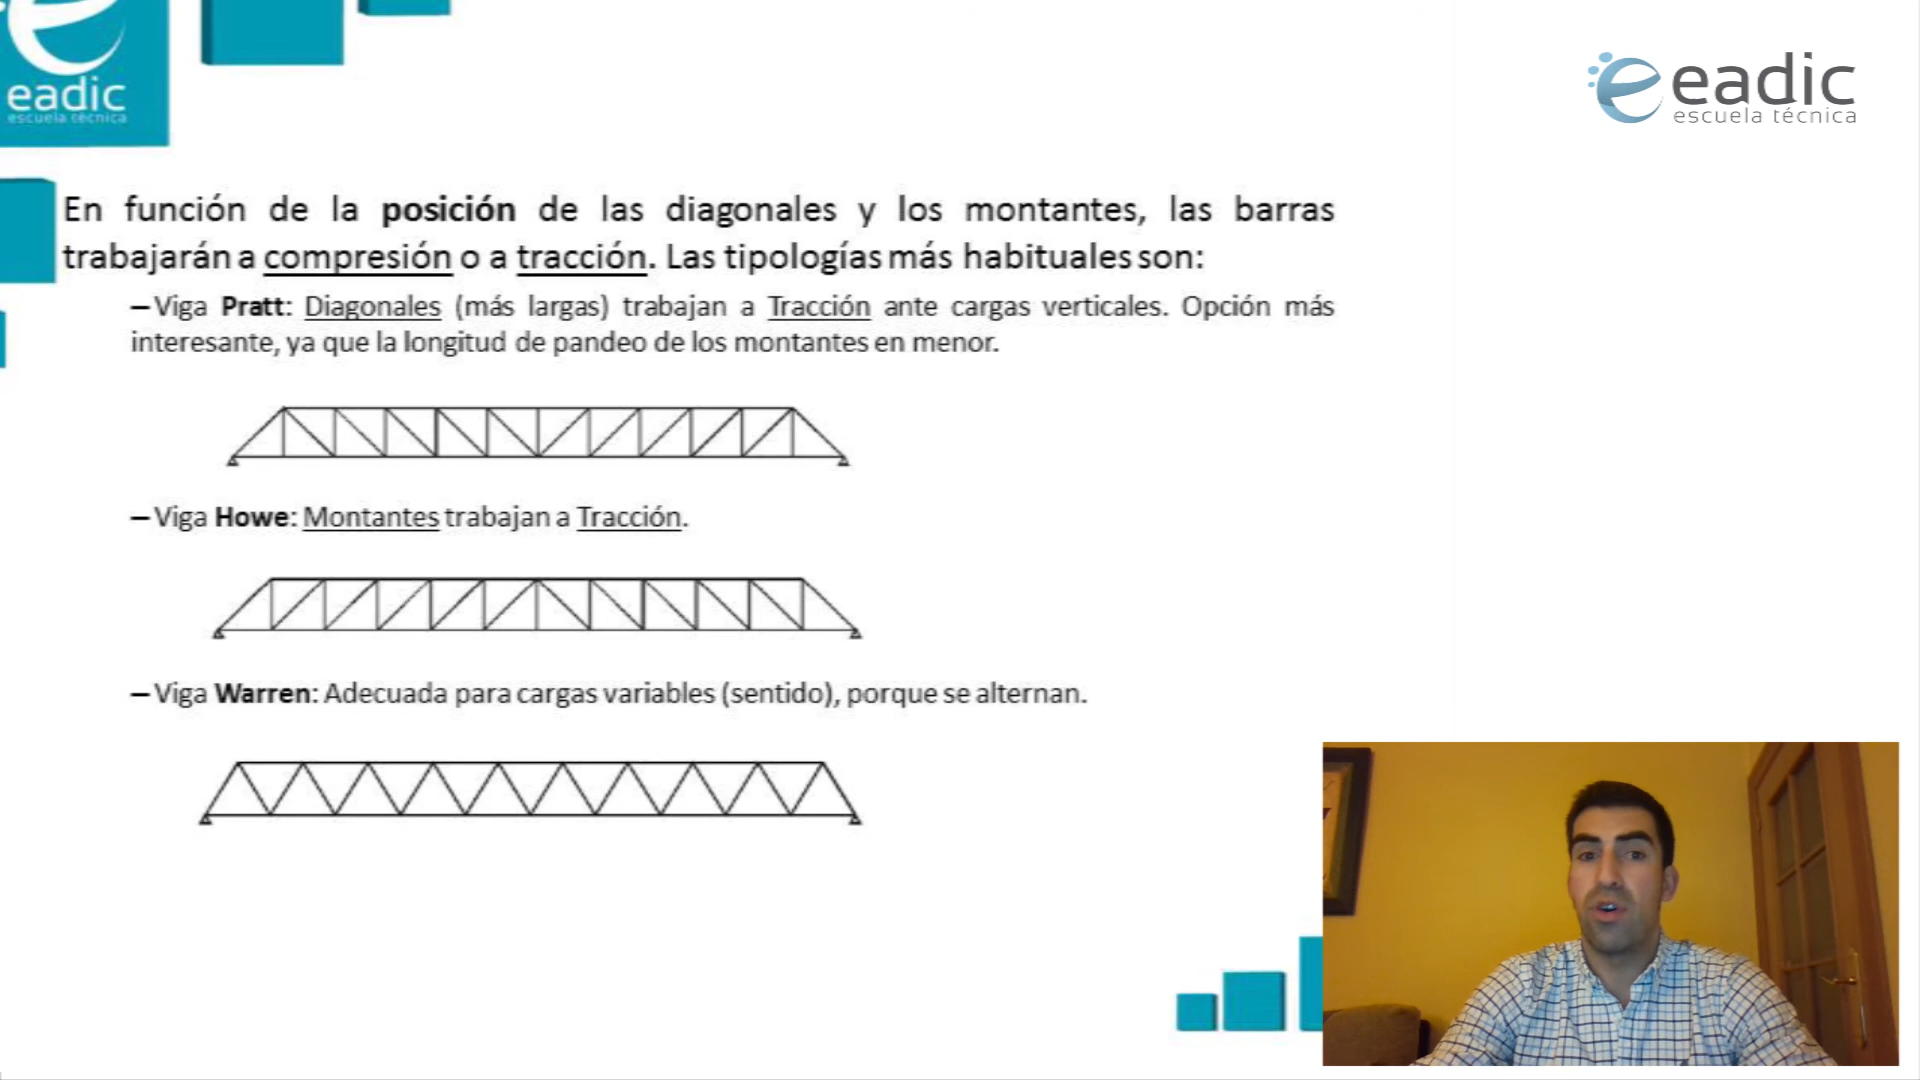 eadic
escuela técnica
eadic
escuela técnica
En función de la posición de las diagonales y los montantes, las barras
trabajarán a compresión o a tracción. Las tipologías más habituales son:
– Viga Pratt: Diagonales (más largas) trabajan a Tracción ante cargas verticales. Opción más
interesante, ya que la longitud de pandeo de los montantes en menor.
– Viga Howe: Montantes trabajan a Tracción.
– Viga Warren: Adecuada para cargas variables (sentido), porque se alternan.